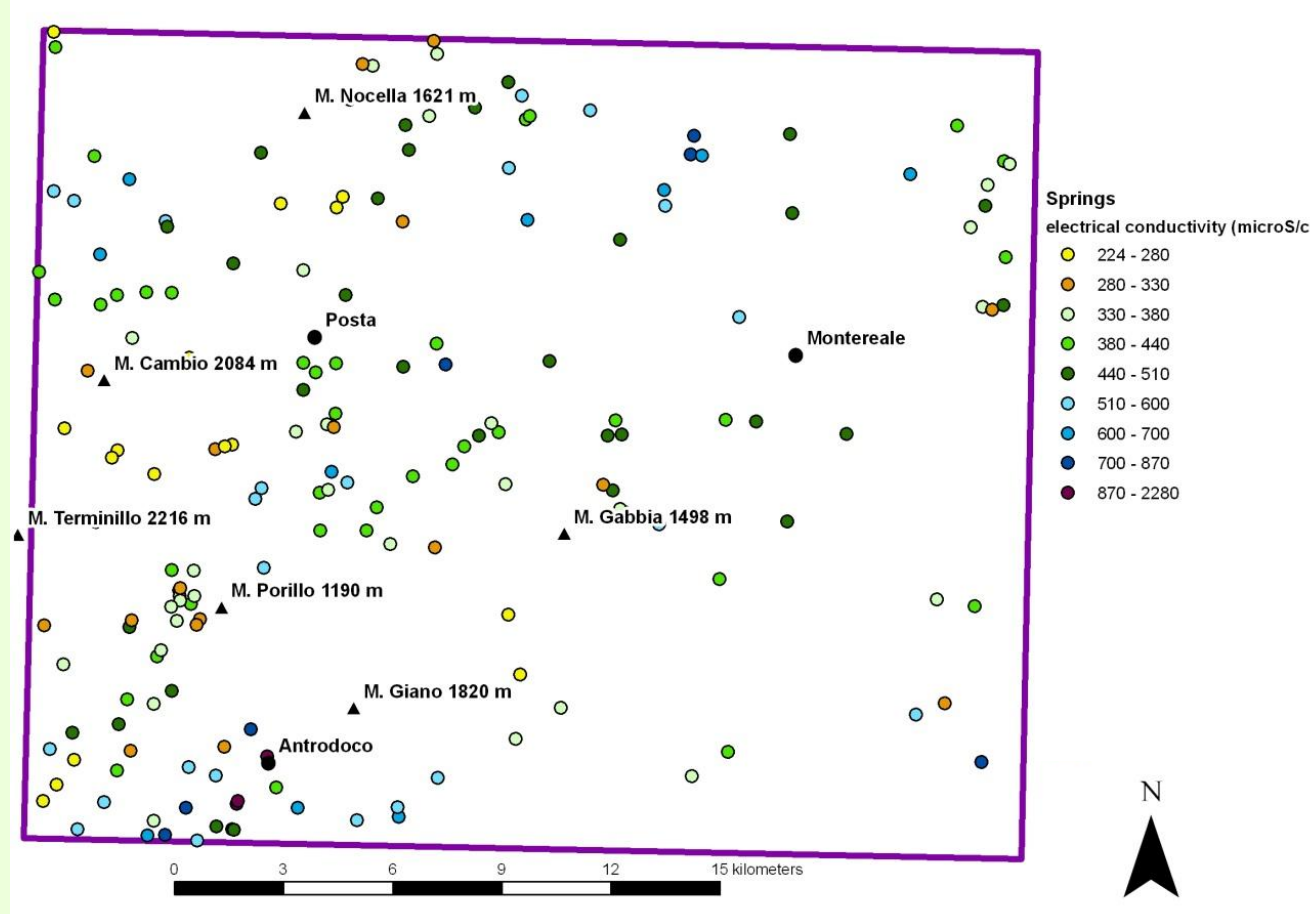 M. Nocella 1621 m
Springs
electrical conductivity (microS/c
224 - 280
280 - 330
330 - 380
380 - 440
440 - 510
510 - 600
600 - 700
700 - 870
870 - 2280
Posta
Montereale
M. Cambio 2084 m
M. Terminillo 2216 m
M. Gabbia 1498 m
M. Porillo 1190 m
M. Giano 1820 m
Antrodoco
N
0 3 6 9 12 15 kilometers